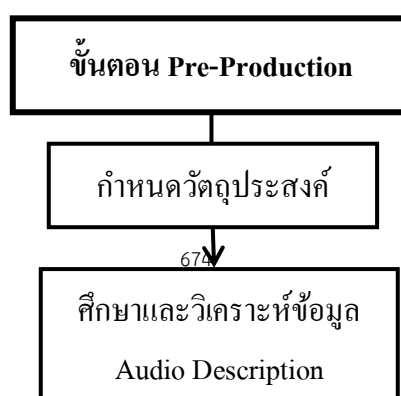 ขั้นตอน Pre-Production
กำหนดวัตถุประสงค์
674
ศึกษาและวิเคราะห์ข้อมูล
Audio Description